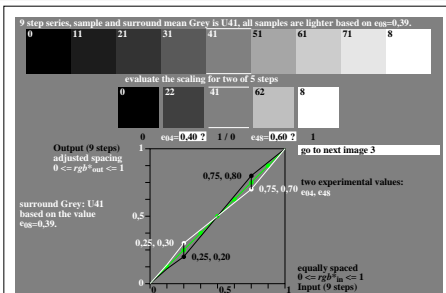 9 step series, sample and surround mean Grey is U41, all samples are lighter based on e08=0,39.
0 11 21 31 41 51 61 71 8
evaluate the scaling for two of 5 steps
0 22 41 62 8
0 e04=0,40 ? 1 / 0 e48=0,60 ? 1
Output (9 steps)
adjusted spacing
0 <= rgb*out <= 1
go to next image 3
1
0,75, 0,80
0,75, 0,70
two experimental values:
e04, e48
surround Grey: U41
based on the value
e08=0,39.
0,5
0,25, 0,30
0,25, 0,20
equally spaced
0 <= rgb*in <= 1
Input (9 steps)
0
0 0,5 1